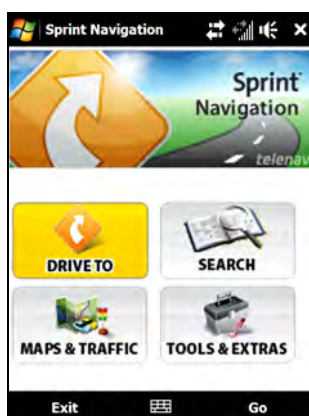 Sprint Navigation
Sprint
Navigation
telenav
DRIVE TO
SEARCH
MAPS & TRAFFIC
TOOLS & EXTRAS
Exit
Go